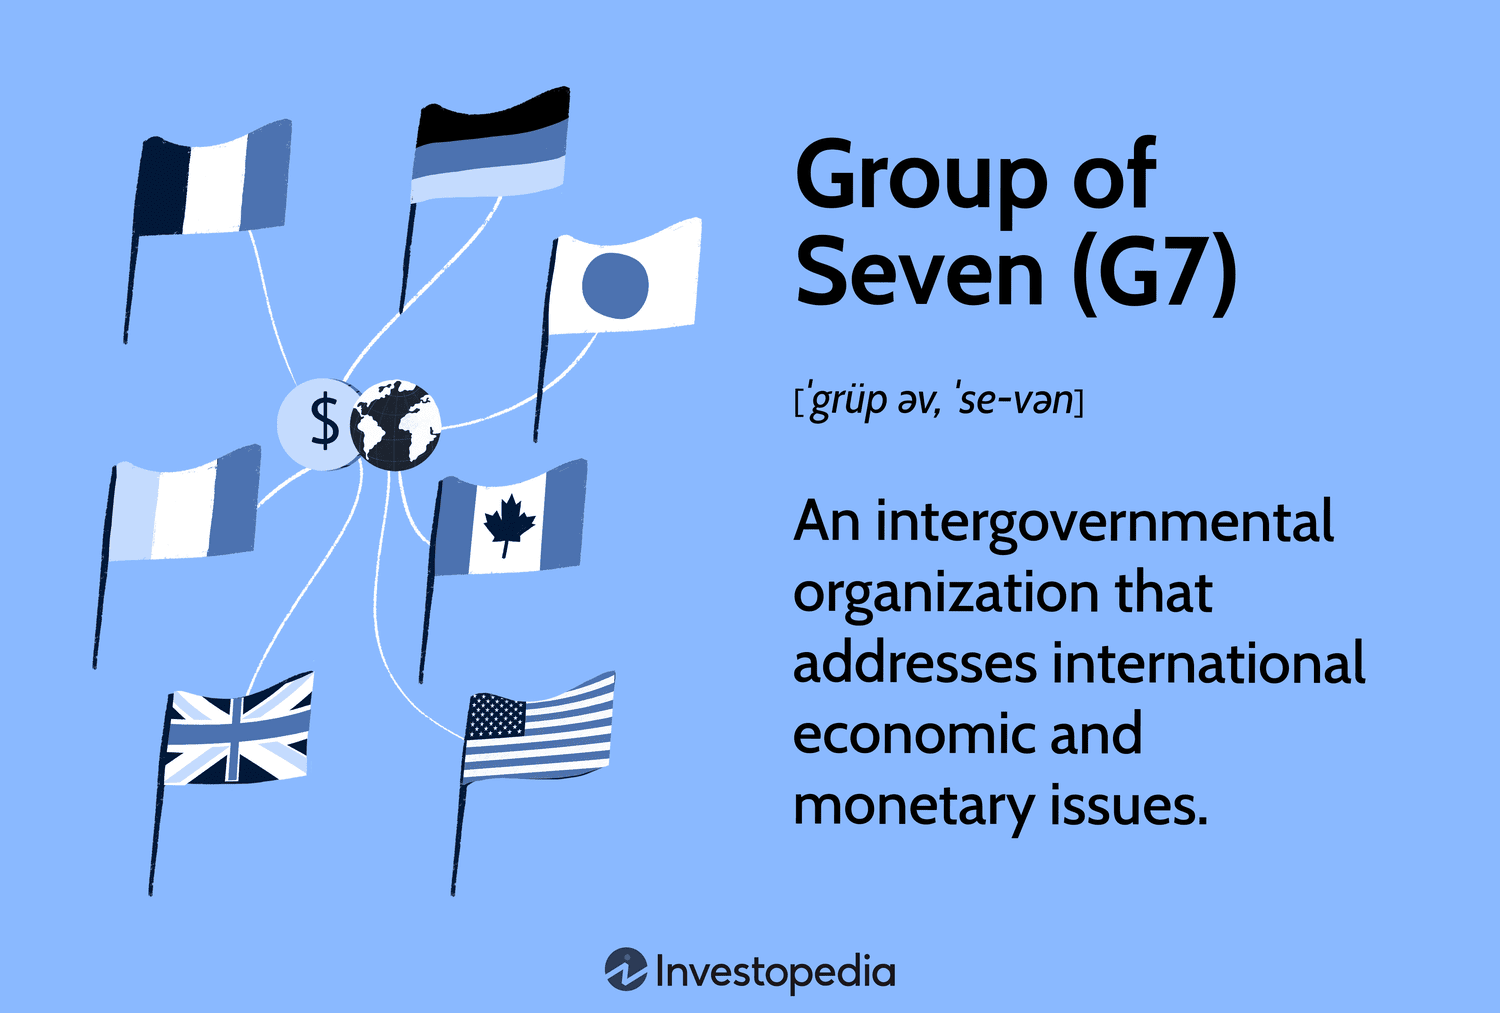 Group of
Seven (G7)
[ˈgrüp əv, ˈse-vən]
$
An intergovernmental
organization that
addresses international
economic and
monetary issues.
Investopedia